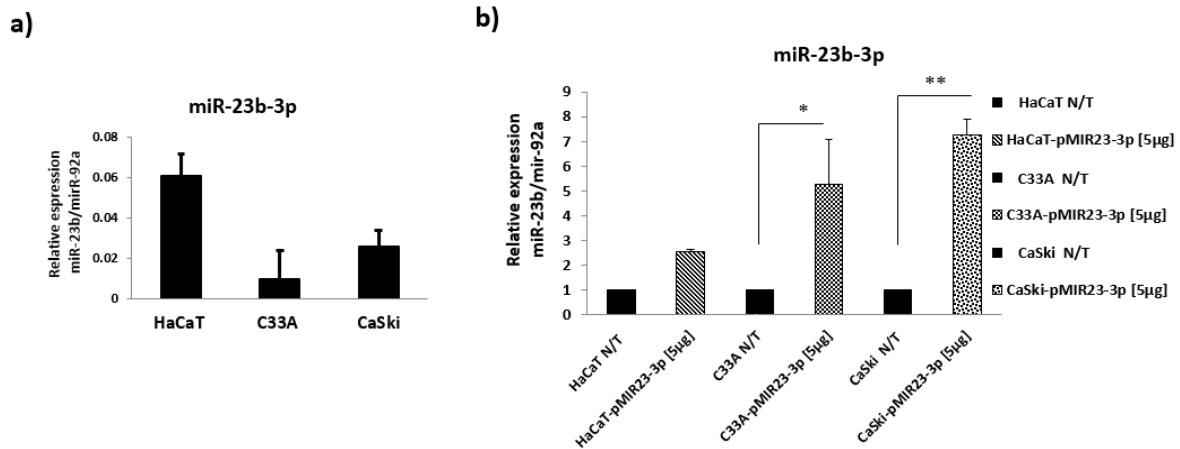 a)
miR-23b-3p
Relative expression
miR-23b/mirR-92a
0.08
0.06
0.04
0.02
0
HaCaT C33A CaSki
b)
miR-23b-3p
Relative expression
miR-23b/mir-92a
9
8
7
6
5
4
3
2
1
0
*
**
HaCaT N/T
HaCaT-pMIR23-3p [5µg]
C33A N/T
C33A-pMIR23-3p [5µg]
CaSki N/T
CaSki-pMIR23-3p [5µg]
HaCaT N/T
HaCaT-pMIR23-3p [5µg]
C33A N/T
C33A-pMIR23-3p [5µg]
CaSki N/T
CaSki-pMIR23-3p [5µg]